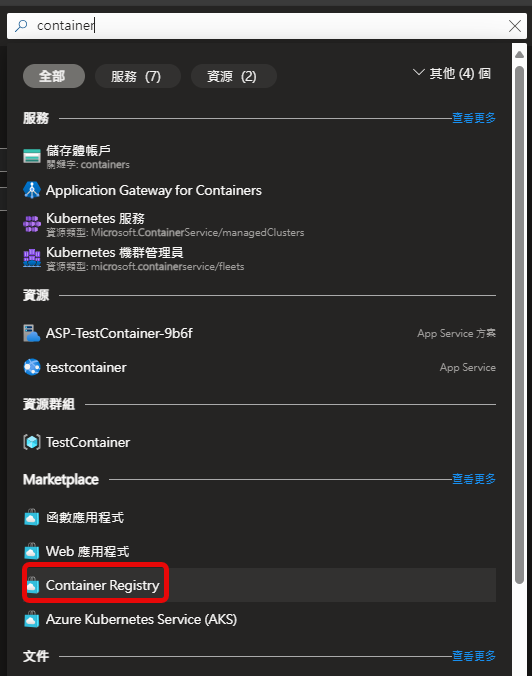 container
全部
服務 (7)
資源 (2)
其他 (4) 個
服務
查看更多
儲存體帳戶
關鍵字: containers
Application Gateway for Containers
Kubernetes 服務
資源類型: Microsoft.ContainerService/managedClusters
Kubernetes 機群管理員
資源類型: microsoft.containerservice/fleets
資源
ASP-TestContainer-9b6f
App Service 方案
testcontainer
App Service
資源群組
TestContainer
Marketplace
查看更多
函數應用程式
Web 應用程式
Container Registry
Azure Kubernetes Service (AKS)
文件
查看更多